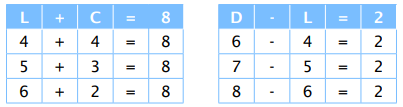 L + C = 8
4 + 4 = 8
5 + 3 = 8
6 + 2 = 8
D - L = 2
6 - 4 = 2
7 - 5 = 2
8 - 6 = 2